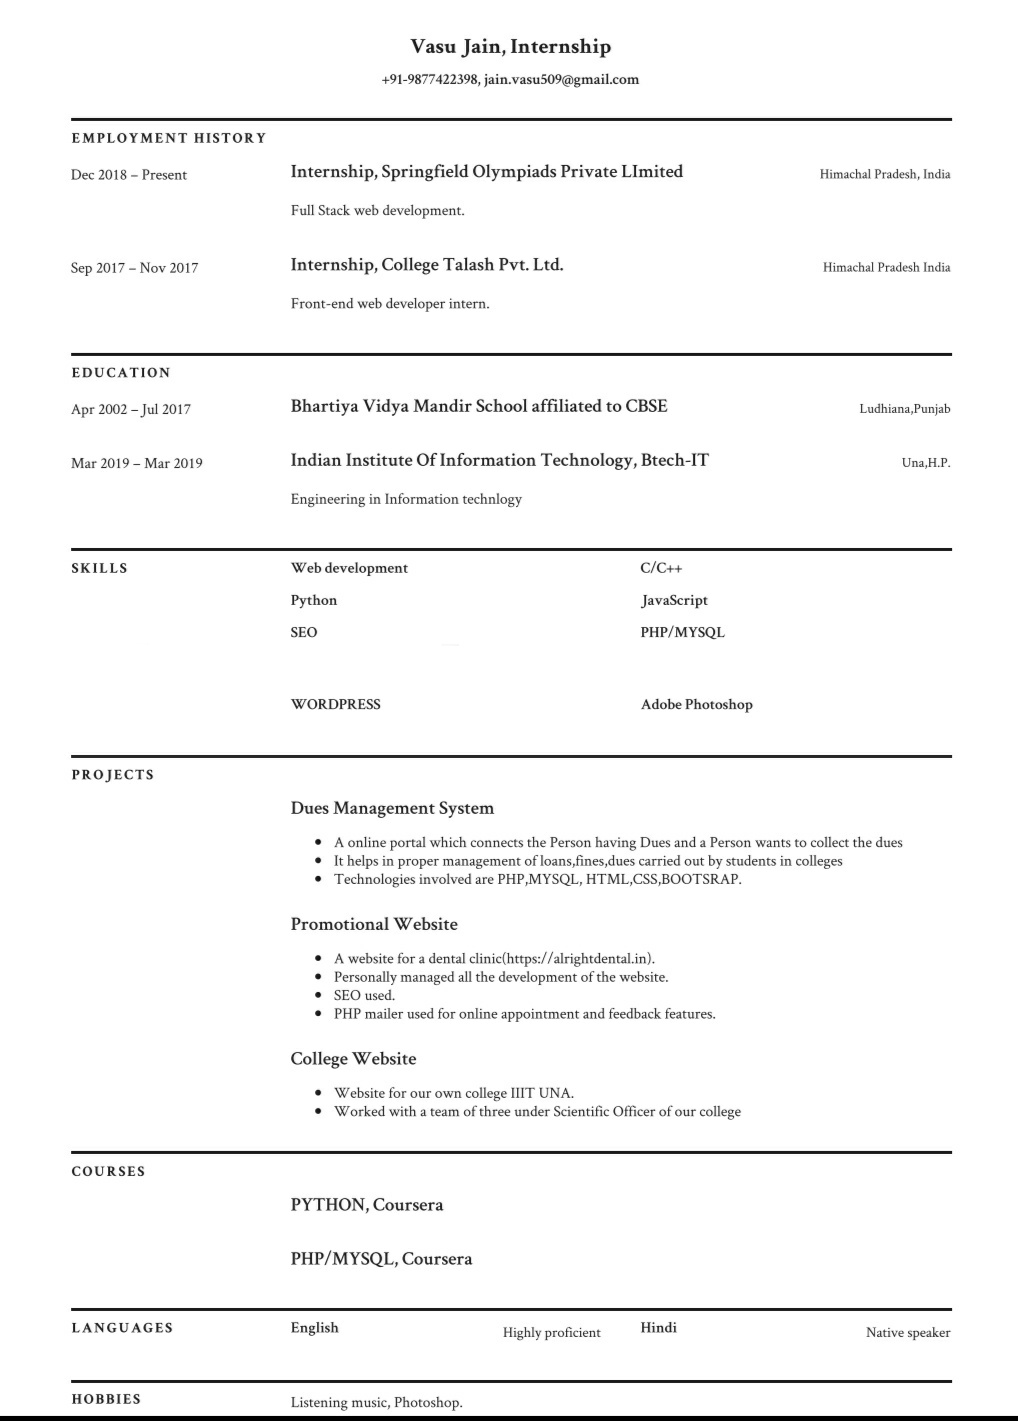 Vasu Jain, Internship
+91-9877422398, jain.vasu509@gmail.com
EMPLOYMENT HISTORY
Dec 2018 – Present Internship, Springfield Olympiads Private LImited Himachal Pradesh, India
Full Stack web development.
Sep 2017 – Nov 2017 Internship, College Talash Pvt. Ltd. Himachal Pradesh India
Front-end web developer intern.
EDUCATION
Apr 2002 – Jul 2017 Bhartiya Vidya Mandir School affiliated to CBSE Ludhiana,Punjab
Mar 2019 – Mar 2019 Indian Institute Of Information Technology, Btech-IT Una,H.P.
Engineering in Information technlogy
SKILLS Web development C/C++
Python JavaScript
SEO PHP/MYSQL
WORDPRESS Adobe Photoshop
PROJECTS
Dues Management System
• A online portal which connects the Person having Dues and a Person wants to collect the dues
• It helps in proper management of loans,fines,dues carried out by students in colleges
• Technologies involved are PHP,MYSQL, HTML,CSS,BOOTSRAP.
Promotional Website
• A website for a dental clinic(https://alrightdental.in).
• Personally managed all the development of the website.
• SEO used.
• PHP mailer used for online appointment and feedback features.
College Website
• Website for our own college IIIT UNA.
• Worked with a team of three under Scientific Officer of our college
COURSES
PYTHON, Coursera
PHP/MYSQL, Coursera
LANGUAGES English Highly proficient Hindi Native speaker
HOBBIES Listening music, Photoshop.